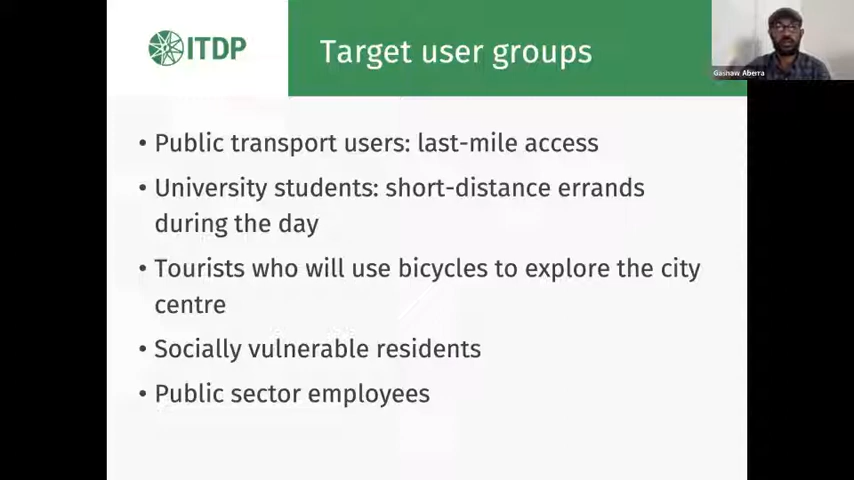 ITDP
Target user groups
Gashaw Aberra
• Public transport users: last-mile access
• University students: short-distance errands
during the day
• Tourists who will use bicycles to explore the city
centre
• Socially vulnerable residents
• Public sector employees